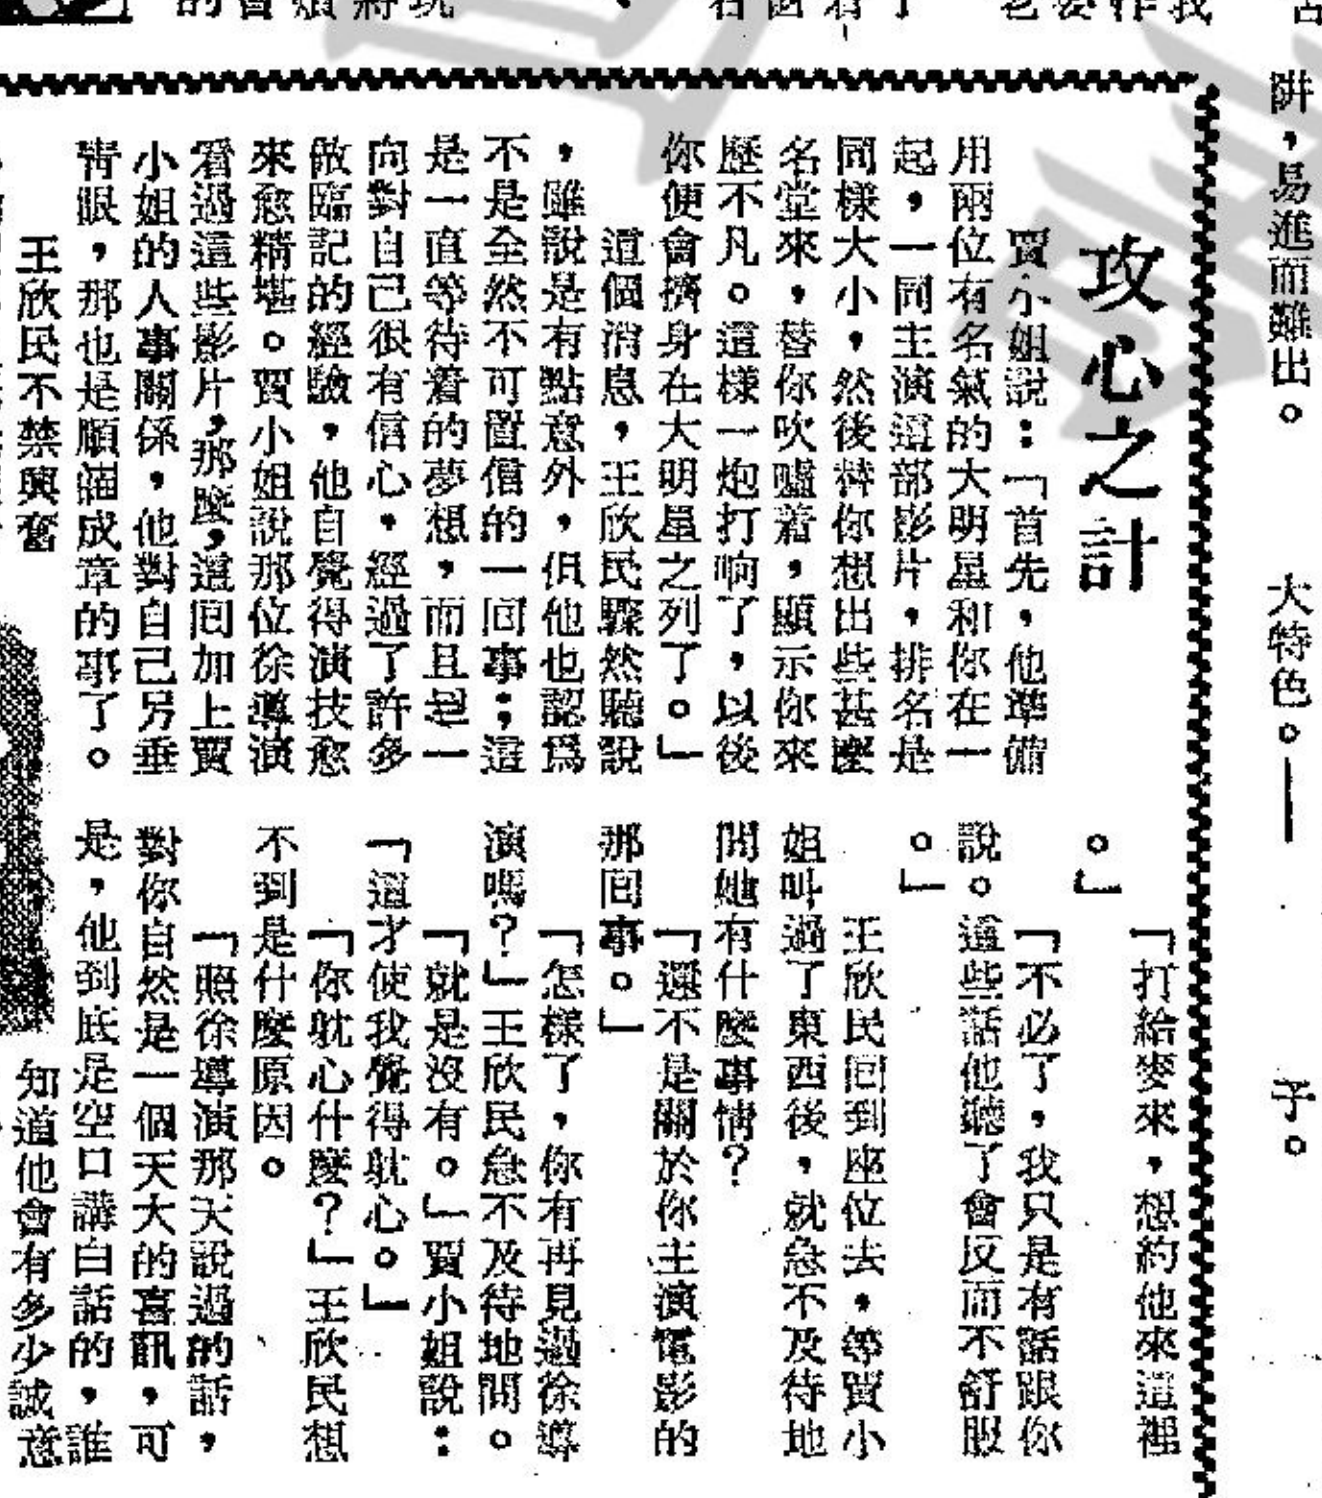 攻心之計
賈小姐說：「首先，他準備
用兩位有名氣的大明星和你在一
起，一同主演這部影片，排名是
同樣大小，然後替你想出些甚麼
名堂來，替你吹噓着，顯示你來
歷不凡。這樣一炮打响了，以後
你便會擠身在大明星之列了。」
這個消息，王欣民驟然聽說
，雖說是有點意外，但他也認爲
不是全然不可置信的一囘事；這
是一直等待着的夢想，而且是一
向對自己很有信心，經過了許多
做臨記的經驗，他自覺得演技愈
來愈精堪。賈小姐說那位徐導演
看過這些影片，那麼，這囘加上賈
小姐的人事關係，他對自己另垂
青眼，那也是順理成章的事了。
王欣民不禁興奮
「打給麥來，想約他來這裡
。」
「不必了，我只是有話跟你
說。這些話他聽了會反而不舒服
。」
王欣民囘到座位去，等賈小
姐叫過了東西後，就急不及待地
問她有什麼事情？
「還不是關於你主演電影的
那囘事。」
「怎樣了，你有再見過徐導
演嗎？」王欣民急不及待地問。
「就是沒有。」賈小姐說：
「這才使我覺得躭心。」
「你躭心什麼？」王欣民想
不到是什麼原因。
「照徐導演那天說過的話，
對你自然是一個天大的喜訊，可
是，他到底是空口講白話的，誰
知道他會有多少誠意
阱，易進而難出。
大特色。——
子。